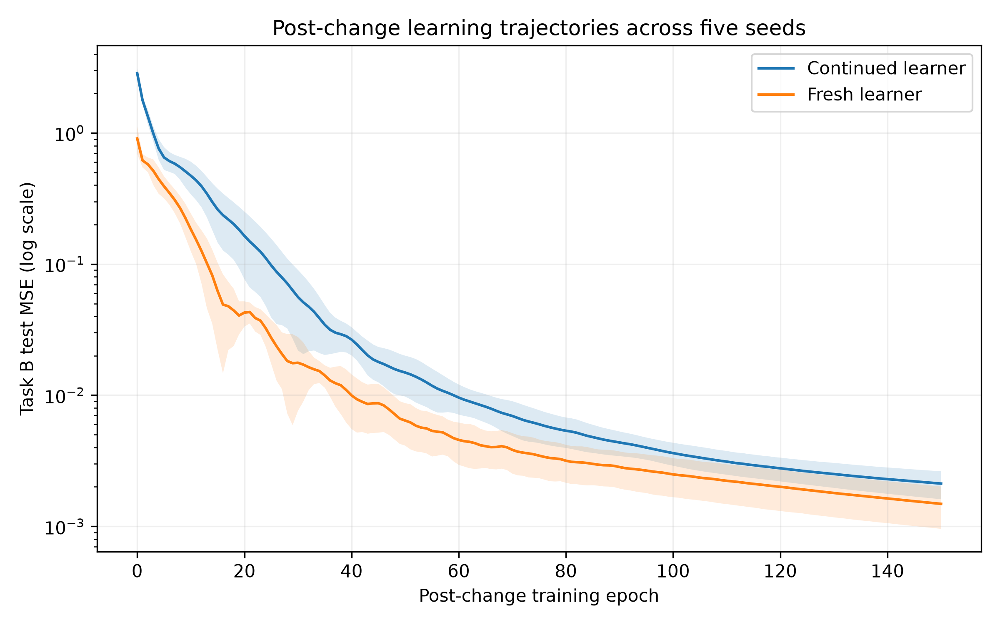 Post-change learning trajectories across five seeds
Continued learner
Fresh learner
Task B test MSE (log scale)
10⁰
10⁻¹
10⁻²
10⁻³
0 20 40 60 80 100 120 140
Post-change training epoch